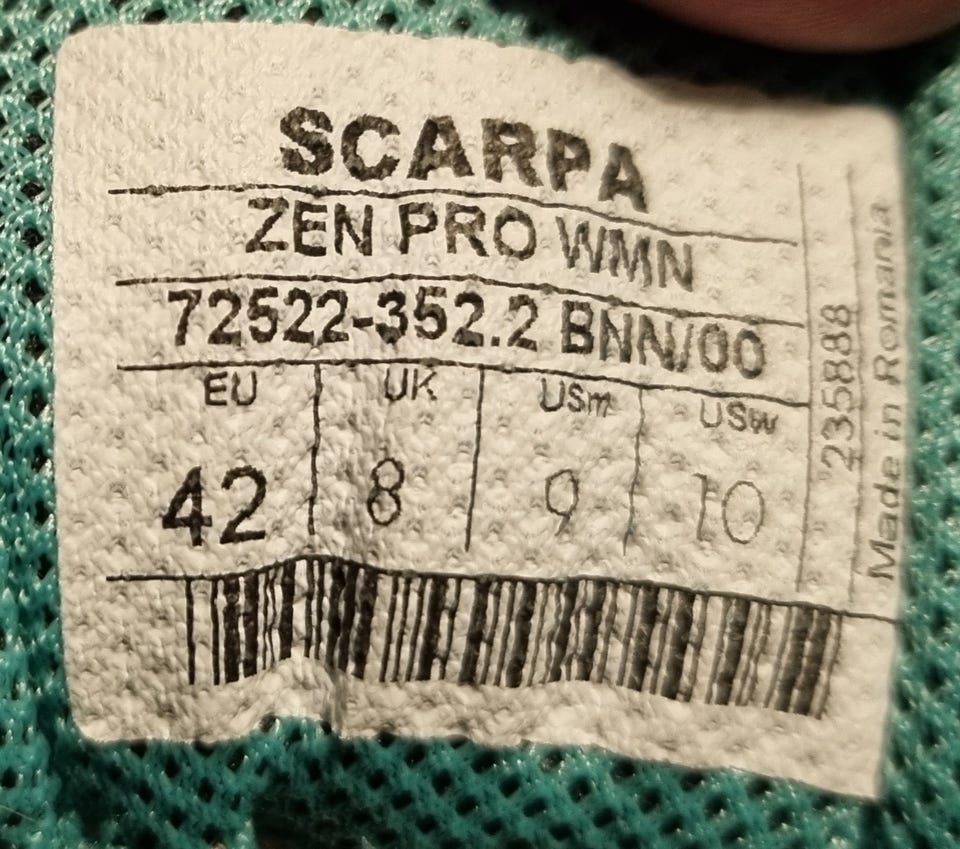 SCARPA
ZEN PRO WMN
72522-352.2 BNN/00
EU UK USm USw
42 8 9 10
235888
Made in Romania